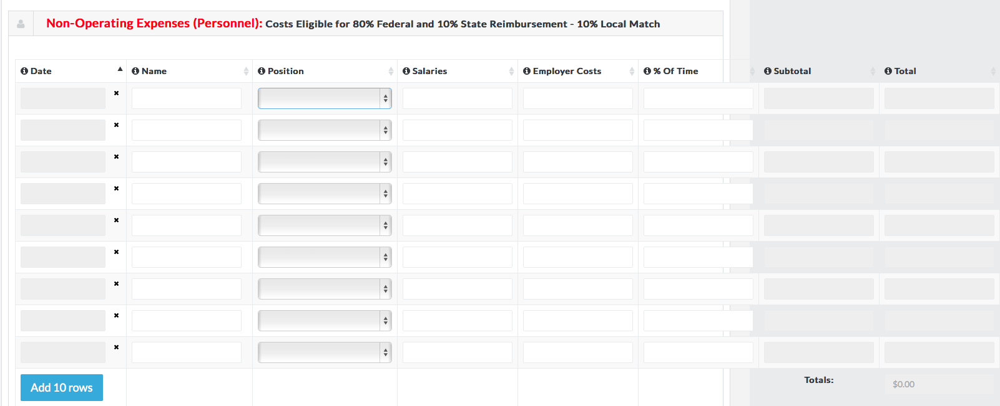 Non-Operating Expenses (Personnel): Costs Eligible for 80% Federal and 10% State Reimbursement - 10% Local Match
Date Name Position Salaries Employer Costs % Of Time Subtotal Total
Add 10 rows Totals: $0.00